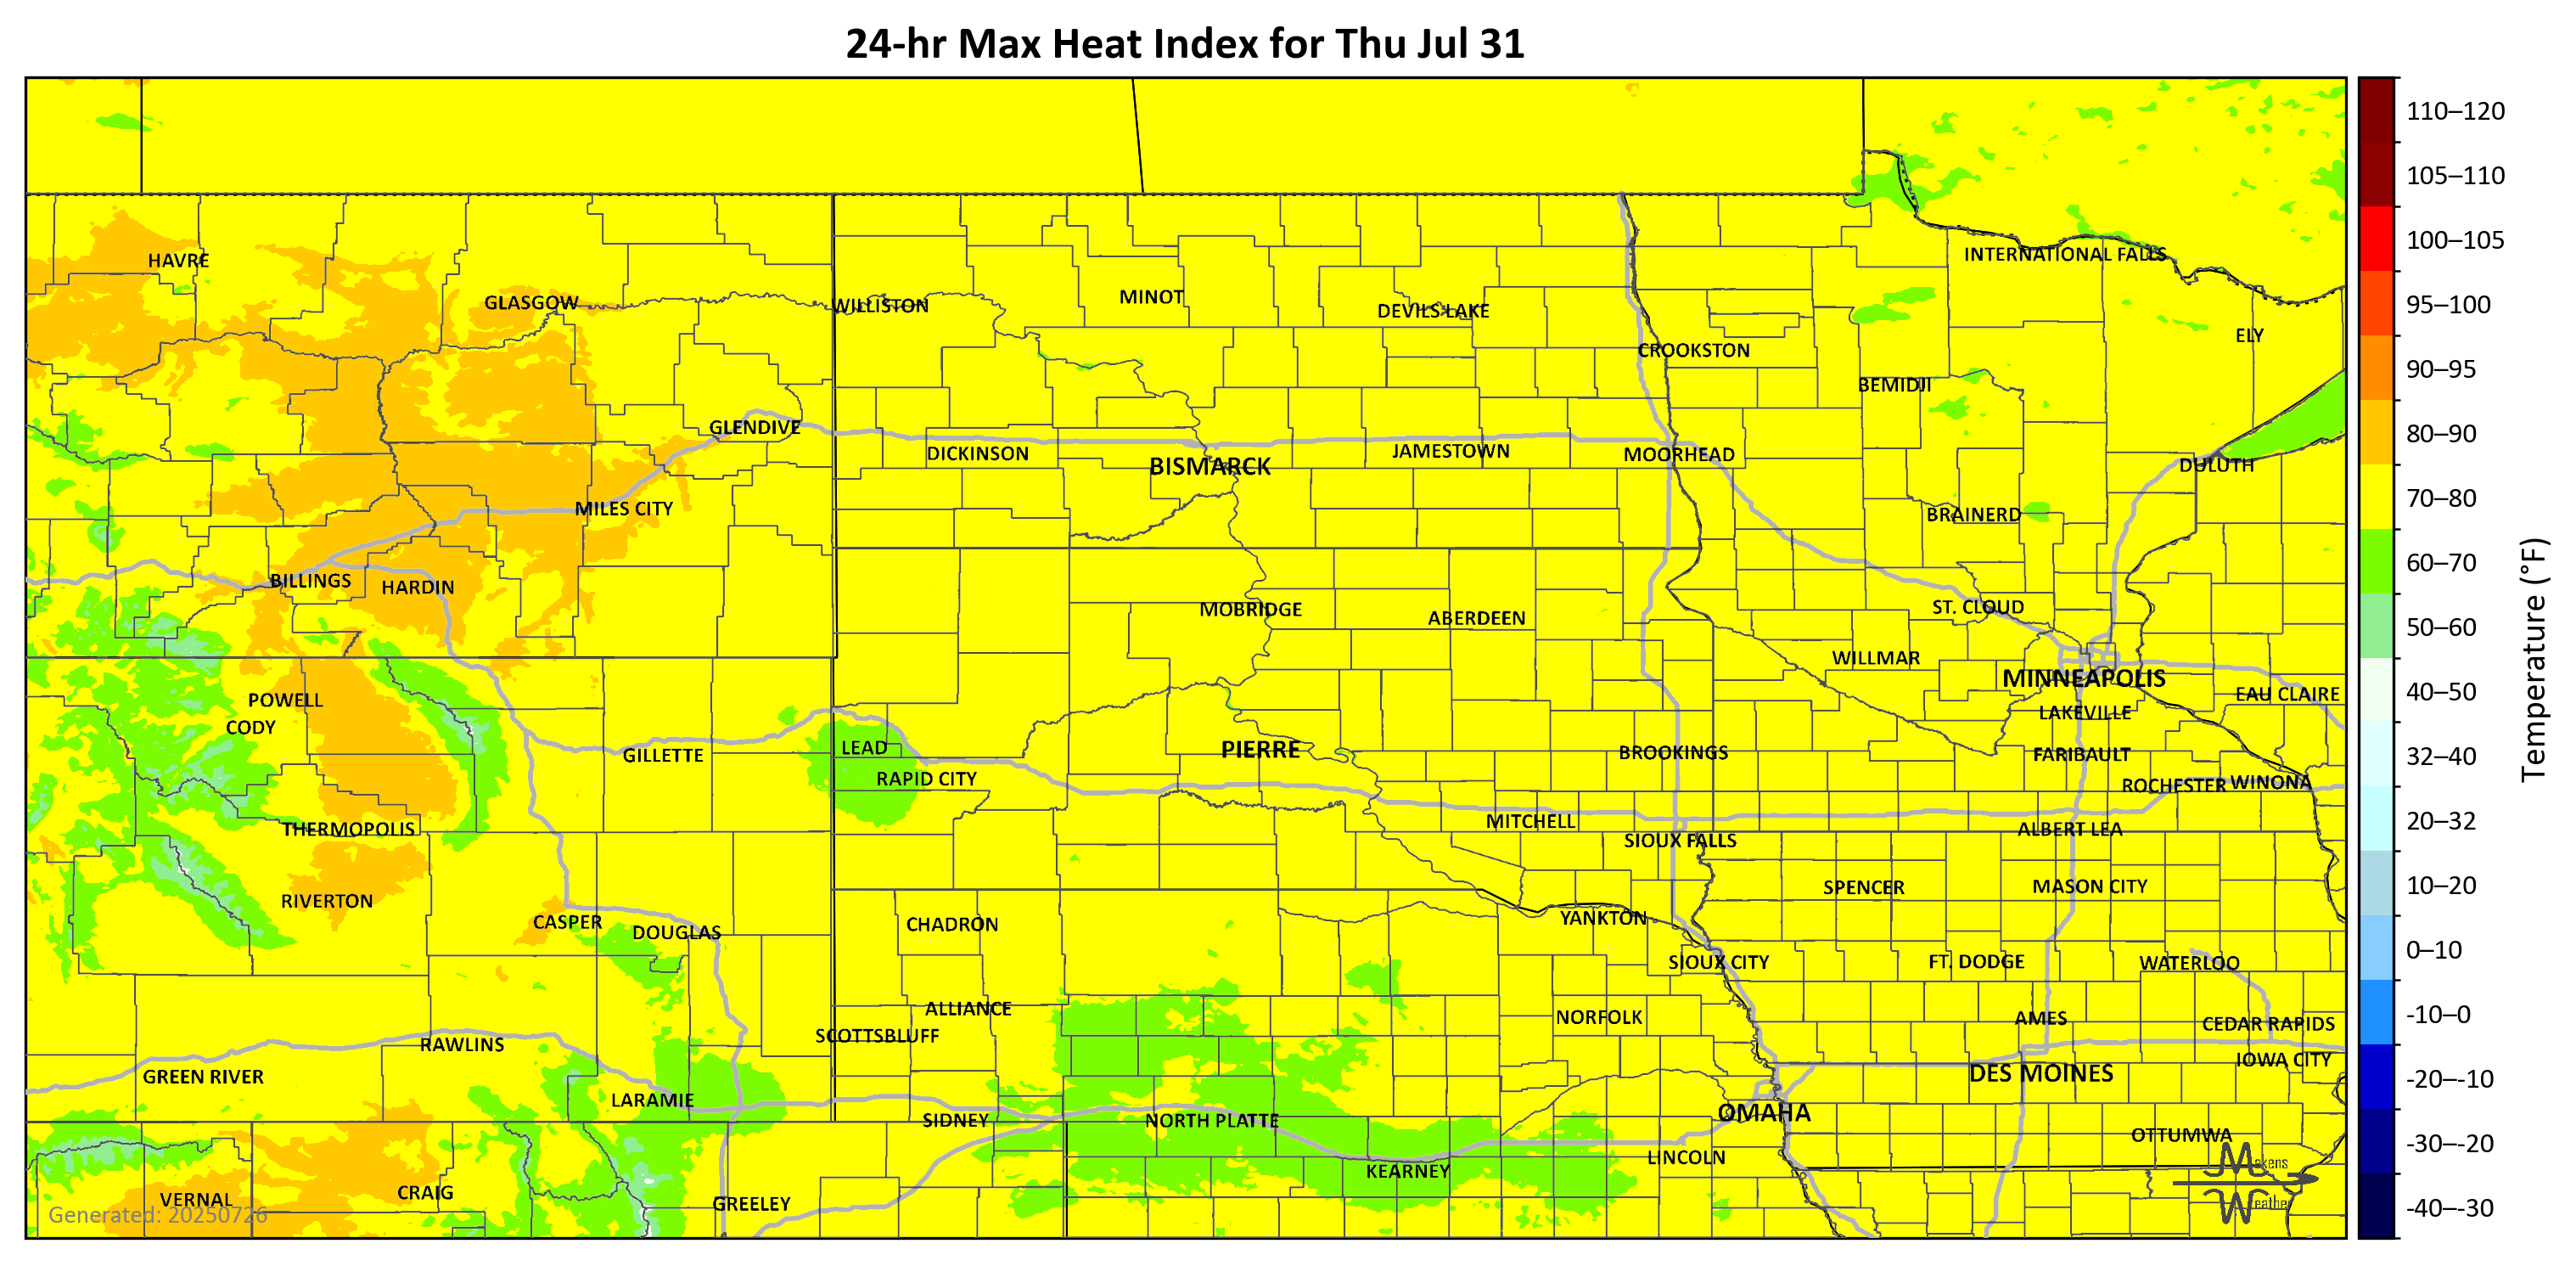 24-hr Max Heat Index for Thu Jul 31
110–120
105–110
100–105
95–100
90–95
80–90
70–80
60–70
50–60
40–50
32–40
20–32
10–20
0–10
-10–0
-20–-10
-30–-20
-40–-30
Temperature (°F)
HAVRE
INTERNATIONAL FALLS
GLASGOW
WILLISTON
MINOT
DEVILS LAKE
ELY
CROOKSTON
BEMIDJI
GLENDIVE
DICKINSON
BISMARCK
JAMESTOWN
MOORHEAD
DULUTH
MILES CITY
BRAINERD
BILLINGS
HARDIN
MOBRIDGE
ABERDEEN
ST. CLOUD
WILLMAR
MINNEAPOLIS
EAU CLAIRE
POWELL
CODY
LAKEVILLE
GILLETTE
LEAD
PIERRE
BROOKINGS
FARIBAULT
RAPID CITY
ROCHESTER
WINONA
THERMOPOLIS
MITCHELL
ALBERT LEA
SIOUX FALLS
RIVERTON
SPENCER
MASON CITY
CASPER
DOUGLAS
CHADRON
YANKTON
SIOUX CITY
FT. DODGE
WATERLOO
ALLIANCE
NORFOLK
AMES
CEDAR RAPIDS
SCOTTSBLUFF
RAWLINS
IOWA CITY
GREEN RIVER
DES MOINES
LARAMIE
SIDNEY
NORTH PLATTE
OMAHA
OTTUMWA
LINCOLN
KEARNEY
VERNAL
CRAIG
GREELEY
Generated: 20250726
Makens
Weather